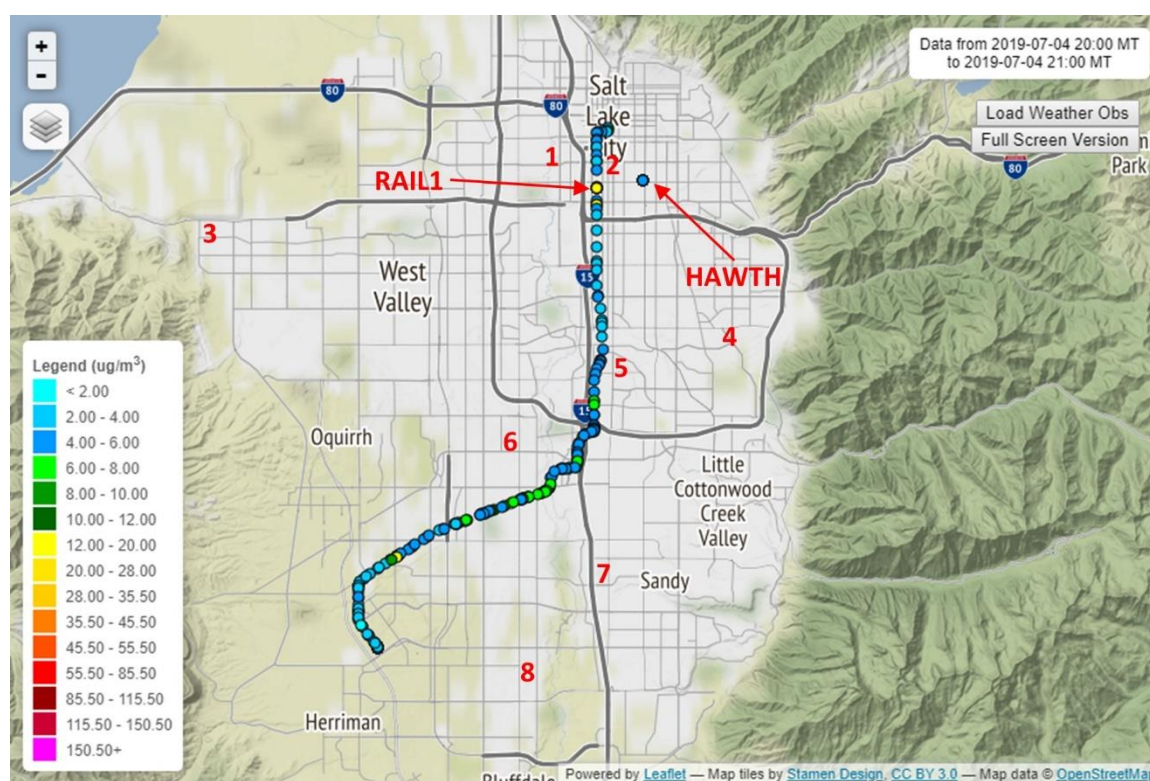 +
-
Data from 2019-07-04 20:00 MT
to 2019-07-04 21:00 MT
Load Weather Obs
Full Screen Version
80
80
80
Park
Salt
Lake
City
1
2
RAIL1
HAWTH
3
West
Valley
15
4
5
15
6
Oquirrh
Little
Cottonwood
Creek
Valley
7
Sandy
8
Herriman
Bluffdale
Legend (ug/m³)
< 2.00
2.00 - 4.00
4.00 - 6.00
6.00 - 8.00
8.00 - 10.00
10.00 - 12.00
12.00 - 20.00
20.00 - 28.00
28.00 - 35.50
35.50 - 45.50
45.50 - 55.50
55.50 - 85.50
85.50 - 115.50
115.50 - 150.50
150.50+
Powered by Leaflet — Map tiles by Stamen Design, CC BY 3.0 — Map data © OpenStreetMap